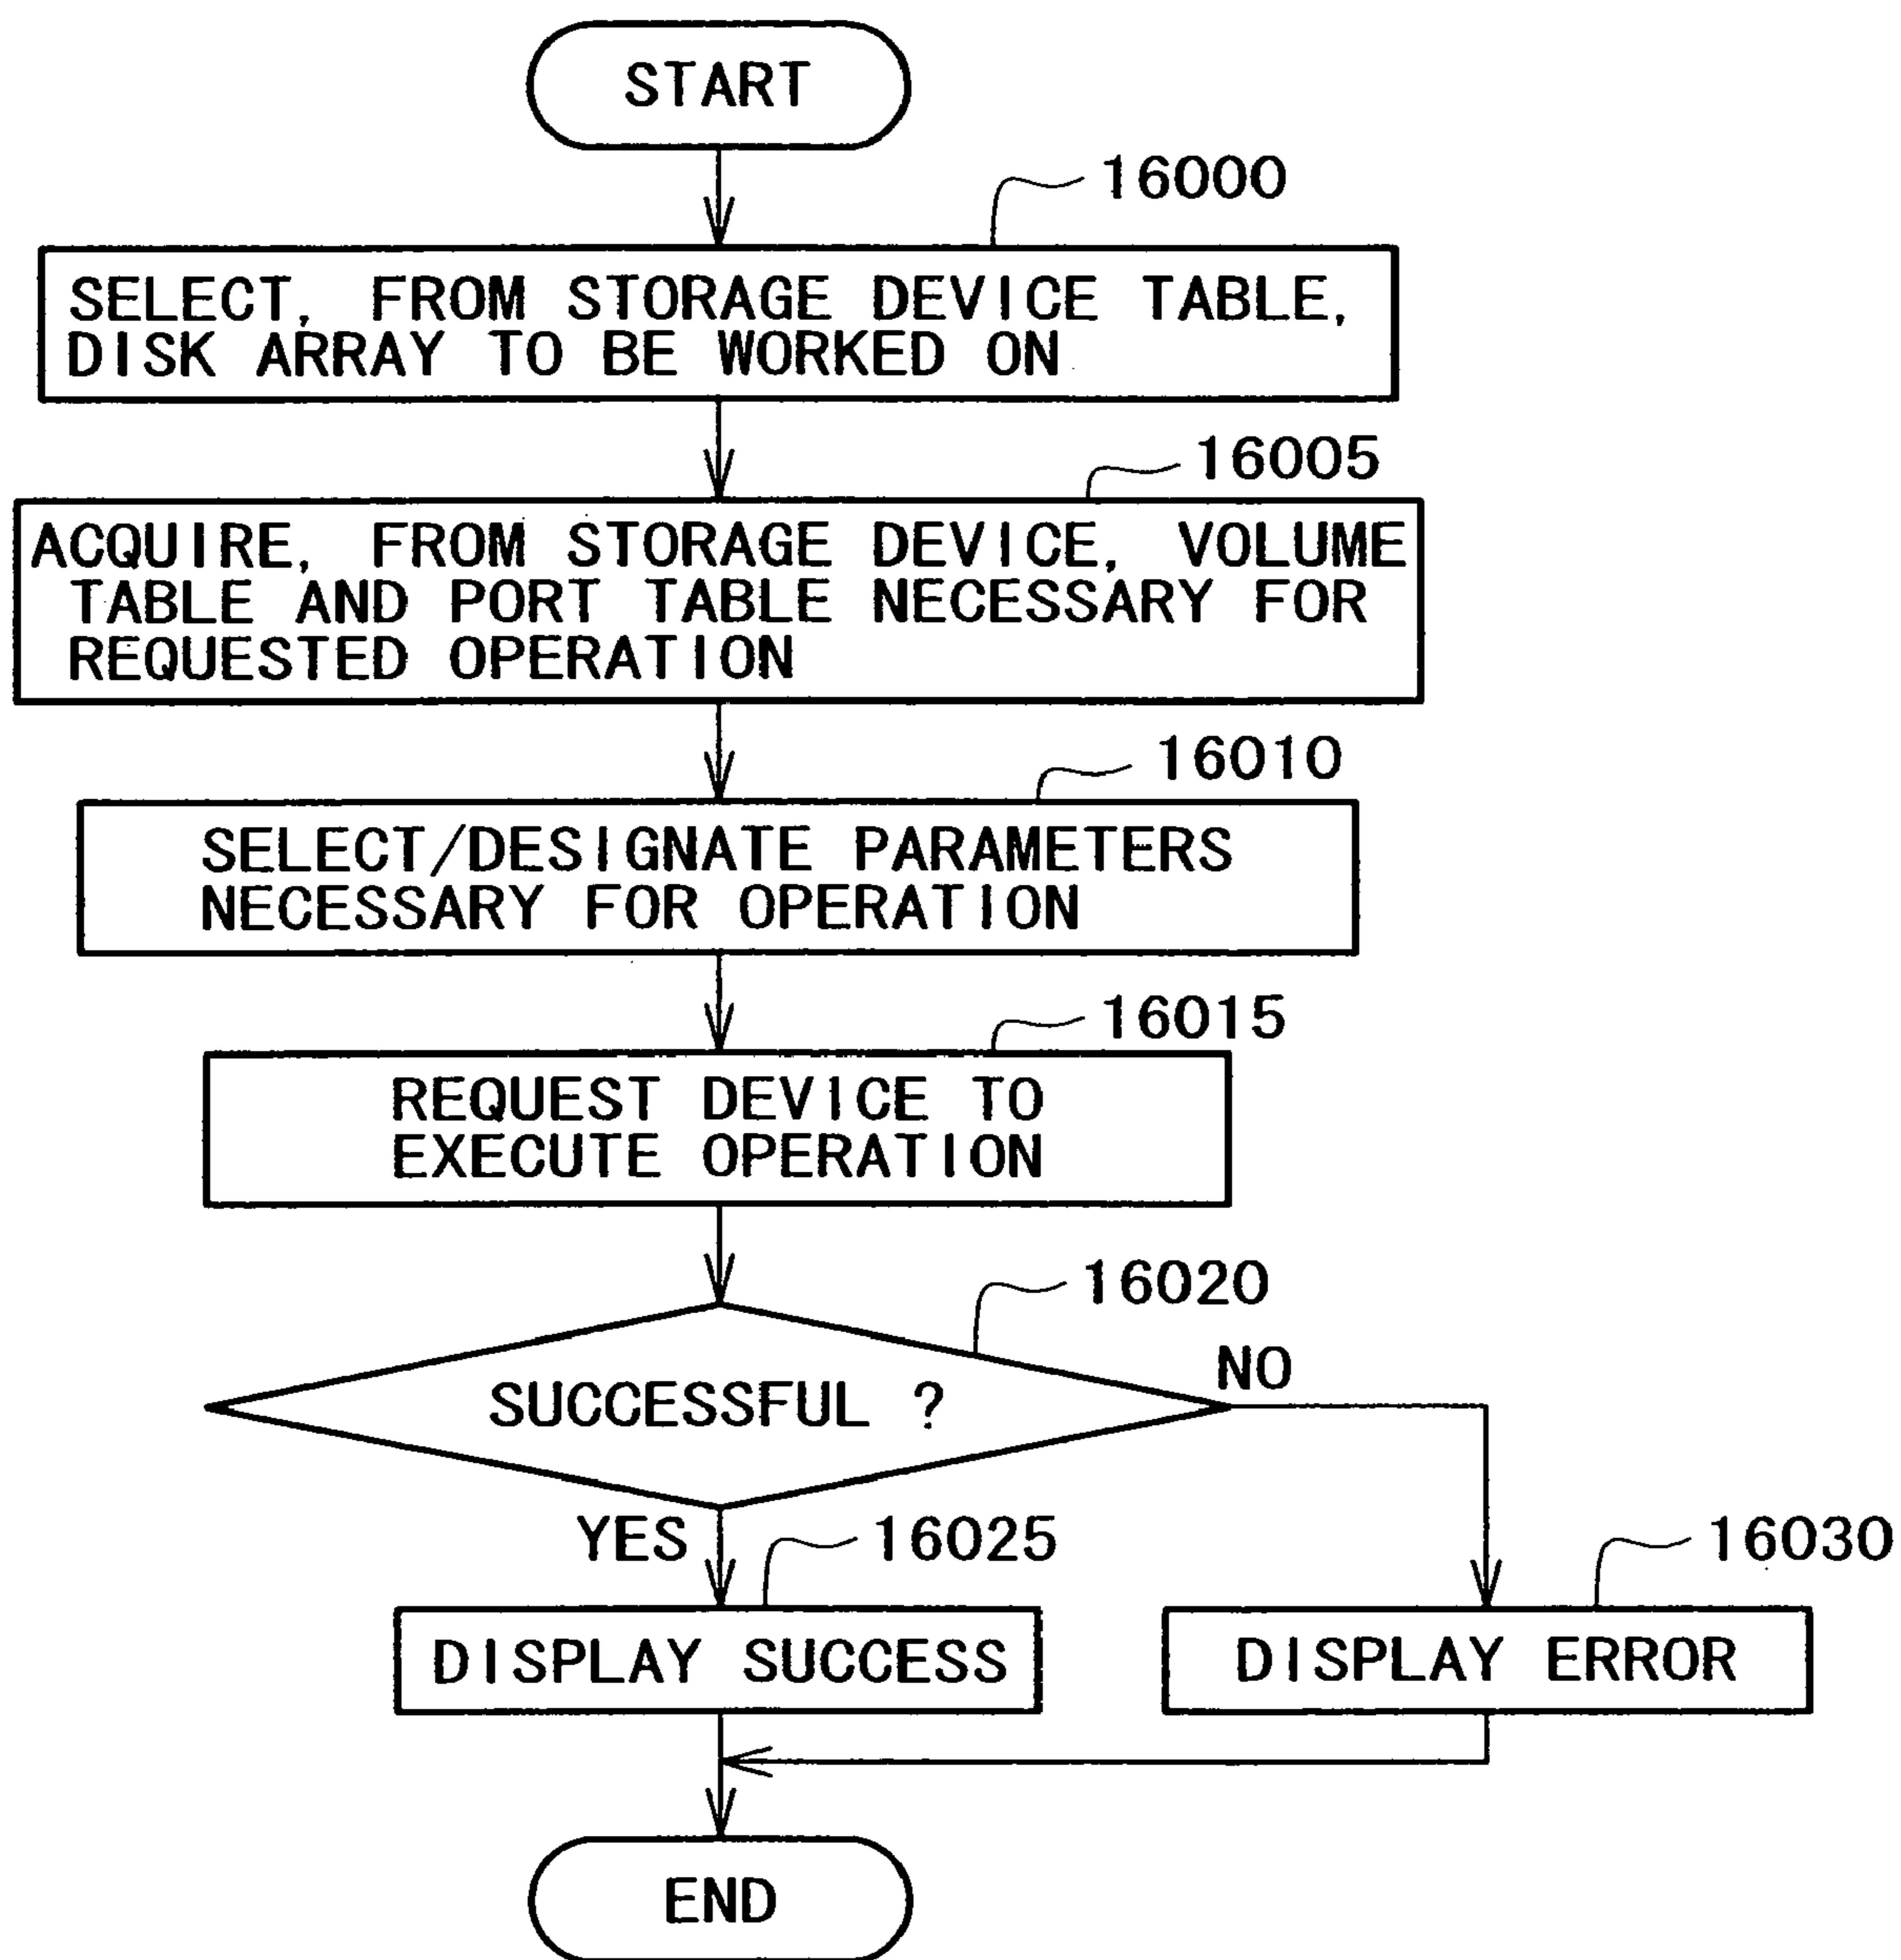 START
16000
SELECT, FROM STORAGE DEVICE TABLE,
DISK ARRAY TO BE WORKED ON
16005
ACQUIRE, FROM STORAGE DEVICE, VOLUME
TABLE AND PORT TABLE NECESSARY FOR
REQUESTED OPERATION
16010
SELECT/DESIGNATE PARAMETERS
NECESSARY FOR OPERATION
16015
REQUEST DEVICE TO
EXECUTE OPERATION
16020
SUCCESSFUL ?
NO
YES
16025
16030
DISPLAY SUCCESS
DISPLAY ERROR
END